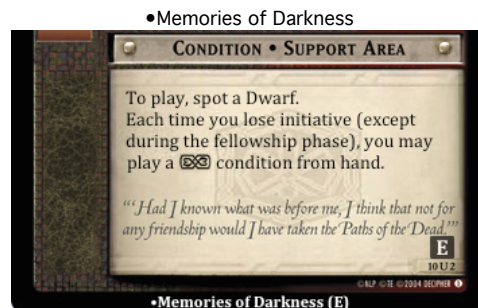 •Memories of Darkness
CONDITION • SUPPORT AREA
To play, spot a Dwarf.
Each time you lose initiative (except
during the fellowship phase), you may
play a condition from hand.
“‘Had I known what was before me, I think that not for
any friendship would I have taken the Paths of the Dead.’”
E
10 U 2
©NLP ©TE ©2004 DECIPHER
•Memories of Darkness (E)